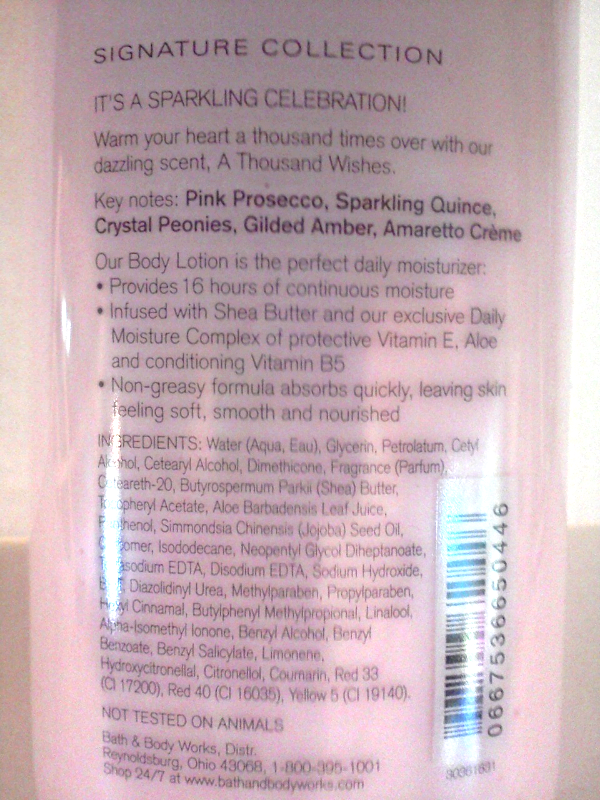 SIGNATURE COLLECTION
IT'S A SPARKLING CELEBRATION!
Warm your heart a thousand times over with our
dazzling scent, A Thousand Wishes.
Key notes: Pink Prosecco, Sparkling Quince,
Crystal Peonies, Gilded Amber, Amaretto Crème
Our Body Lotion is the perfect daily moisturizer:
• Provides 16 hours of continuous moisture
• Infused with Shea Butter and our exclusive Daily
Moisture Complex of protective Vitamin E, Aloe
and conditioning Vitamin B5
• Non-greasy formula absorbs quickly, leaving skin
feeling soft, smooth and nourished
INGREDIENTS: Water (Aqua, Eau), Glycerin, Petrolatum, Cetyl
Alcohol, Cetearyl Alcohol, Dimethicone, Fragrance (Parfum),
Ceteareth-20, Butyrospermum Parkii (Shea) Butter,
Tocopheryl Acetate, Aloe Barbadensis Leaf Juice,
Panthenol, Simmondsia Chinensis (Jojoba) Seed Oil,
Carbomer, Isododecane, Neopentyl Glycol Diheptanoate,
EDTA, Disodium EDTA, Sodium Hydroxide,
Diazolidinyl Urea, Methylparaben, Propylparaben,
Hexyl Cinnamal, Butylphenyl Methylpropional, Linalool,
Alpha-Isomethyl Ionone, Benzyl Alcohol, Benzyl
Benzoate, Benzyl Salicylate, Limonene,
Hydroxycitronellal, Citronellol, Coumarin, Red 33
(CI 17200), Red 40 (CI 16035), Yellow 5 (CI 19140).
NOT TESTED ON ANIMALS
Bath & Body Works, Distr.
Reynoldsburg, Ohio 43068, 1-800-395-1001
Shop 24/7 at www.bathandbodyworks.com
0667536650446